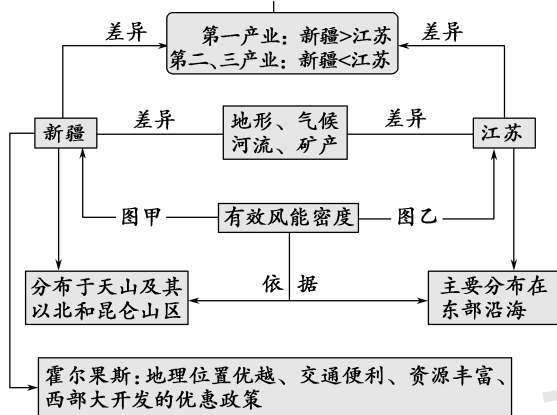 差异
第一产业：新疆>江苏
第二、三产业：新疆<江苏
差异
新疆
差异
地形、气候
河流、矿产
差异
江苏
图甲
有效风能密度
图乙
分布于天山及其
以北和昆仑山区
依据
主要分布在
东部沿海
霍尔果斯：地理位置优越、交通便利、资源丰富、
西部大开发的优惠政策